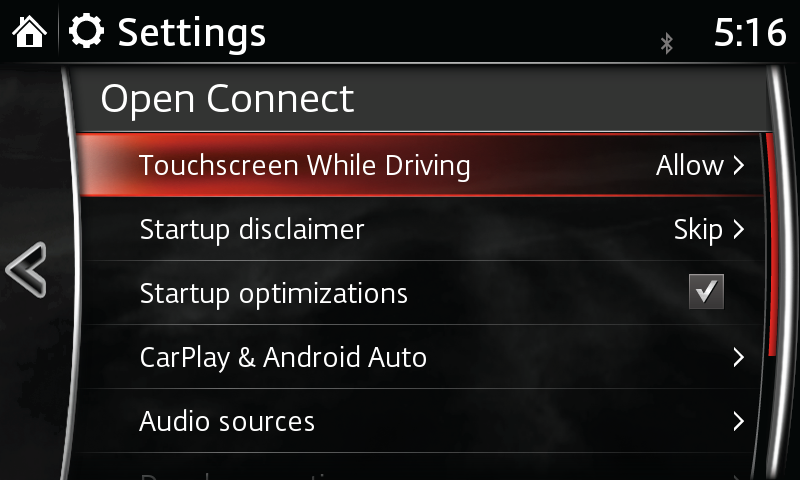 Settings
5:16
Open Connect
Touchscreen While Driving Allow
Startup disclaimer Skip
Startup optimizations
CarPlay & Android Auto
Audio sources